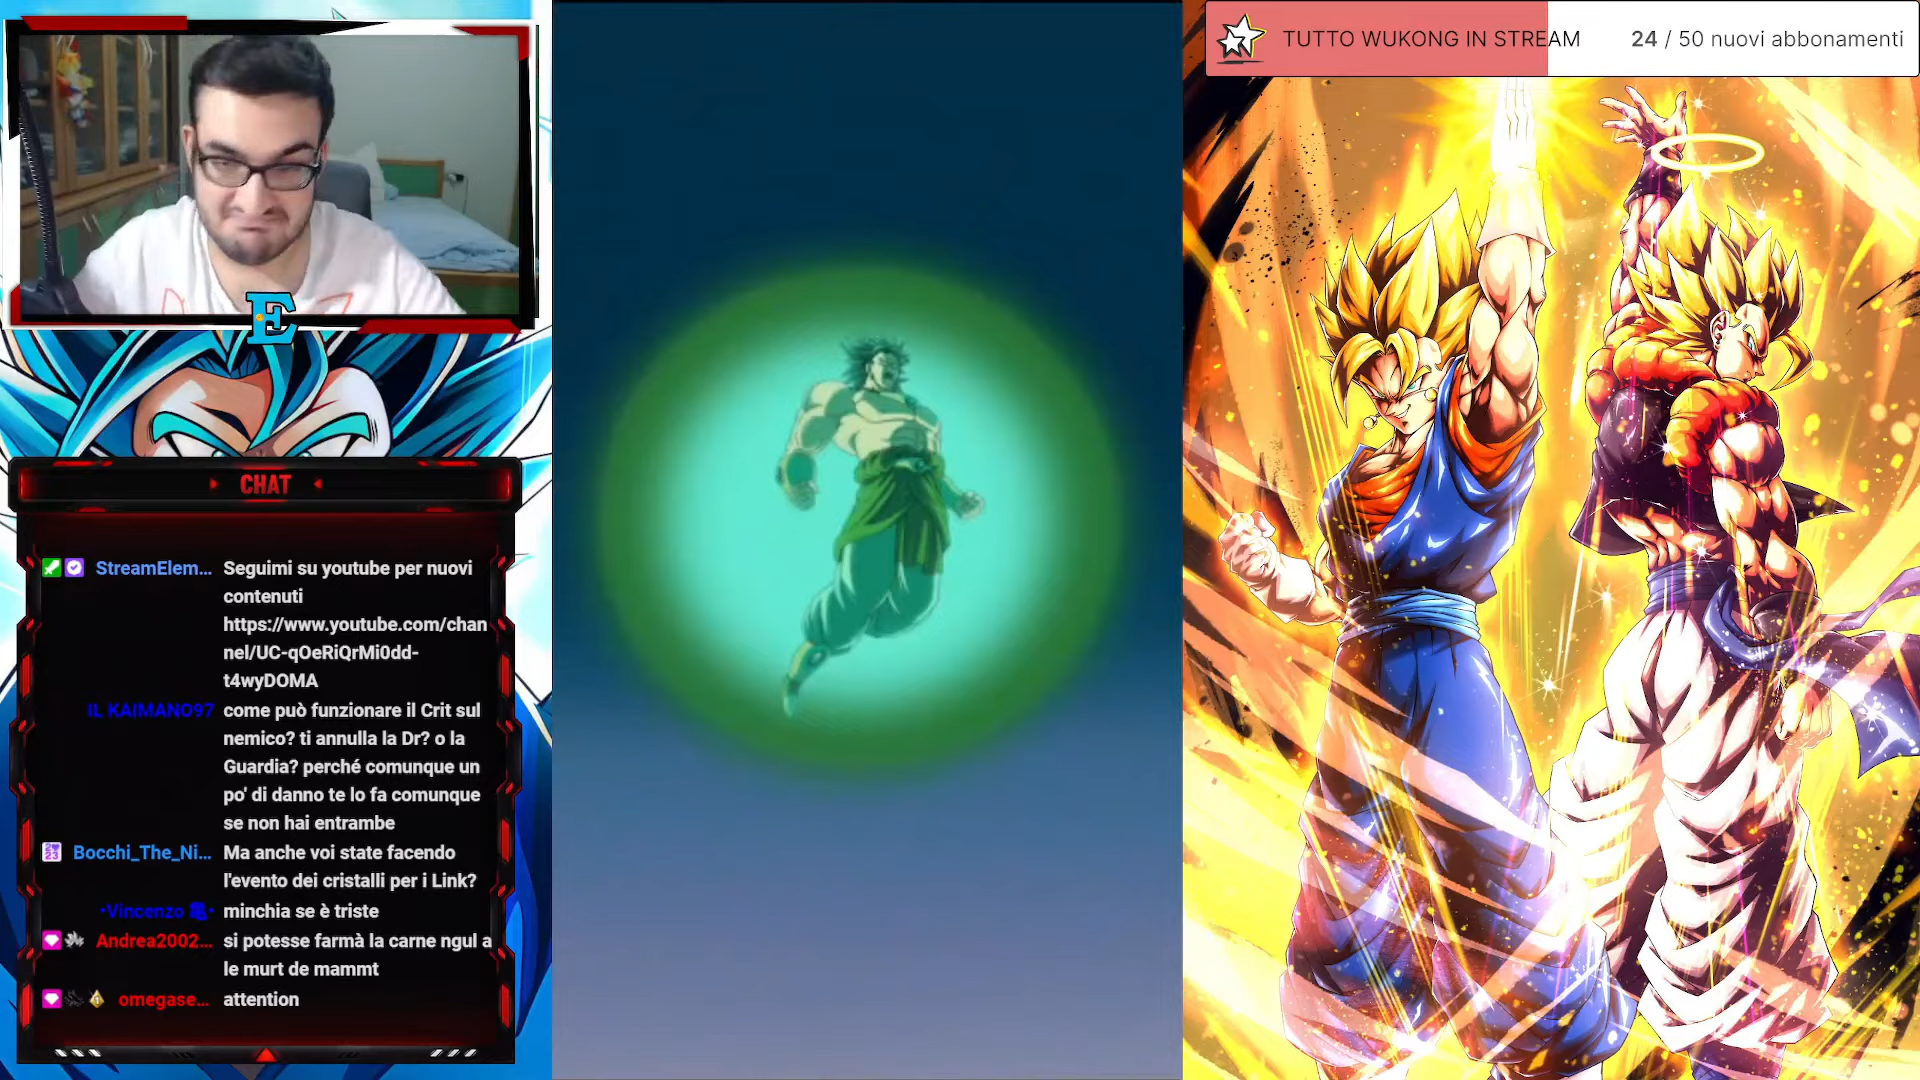 TUTTO WUKONG IN STREAM 24 / 50 nuovi abbonamenti
E
CHAT
StreamElem... Seguimi su youtube per nuovi
contenuti
https://www.youtube.com/chan
nel/UC-qOeRiQrMi0dd-
t4wyDOMA
IL KAIMANO97 come può funzionare il Crit sul
nemico? ti annulla la Dr? o la
Guardia? perché comunque un
po' di danno te lo fa comunque
se non hai entrambe
Bocchi_The_Ni... Ma anche voi state facendo
l'evento dei cristalli per i Link?
•Vincenzo 亀• minchia se è triste
Andrea2002... si potesse farmà la carne ngul a
le murt de mammt
omegase... attention